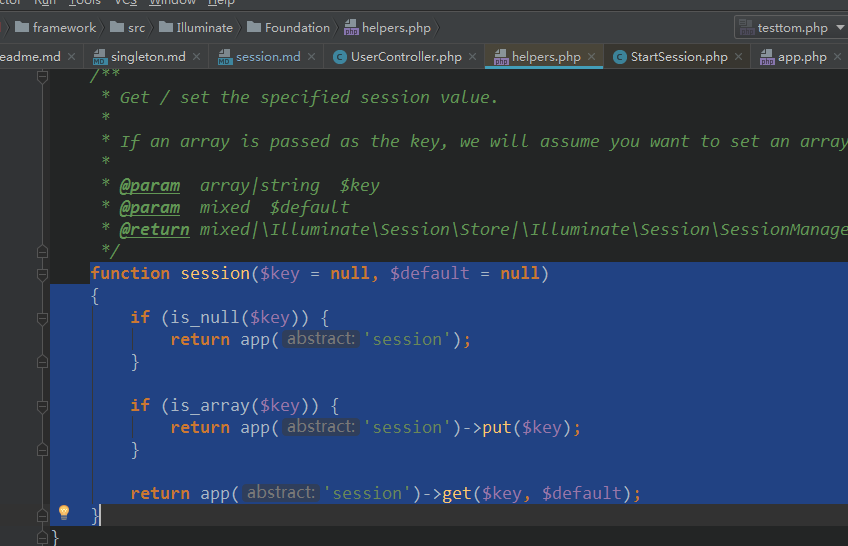 Run Tools VCS Window Help
framework src Illuminate Foundation helpers.php testtom.php
eadme.md singleton.md session.md UserController.php helpers.php StartSession.php app.php
/**
* Get / set the specified session value.
*
* If an array is passed as the key, we will assume you want to set an array
*
* @param array|string $key
* @param mixed $default
* @return mixed|\Illuminate\Session\Store|\Illuminate\Session\SessionManage
*/
function session($key = null, $default = null)
{
if (is_null($key)) {
return app( abstract: 'session');
}
if (is_array($key)) {
return app( abstract: 'session')->put($key);
}
return app( abstract: 'session')->get($key, $default);
}
}